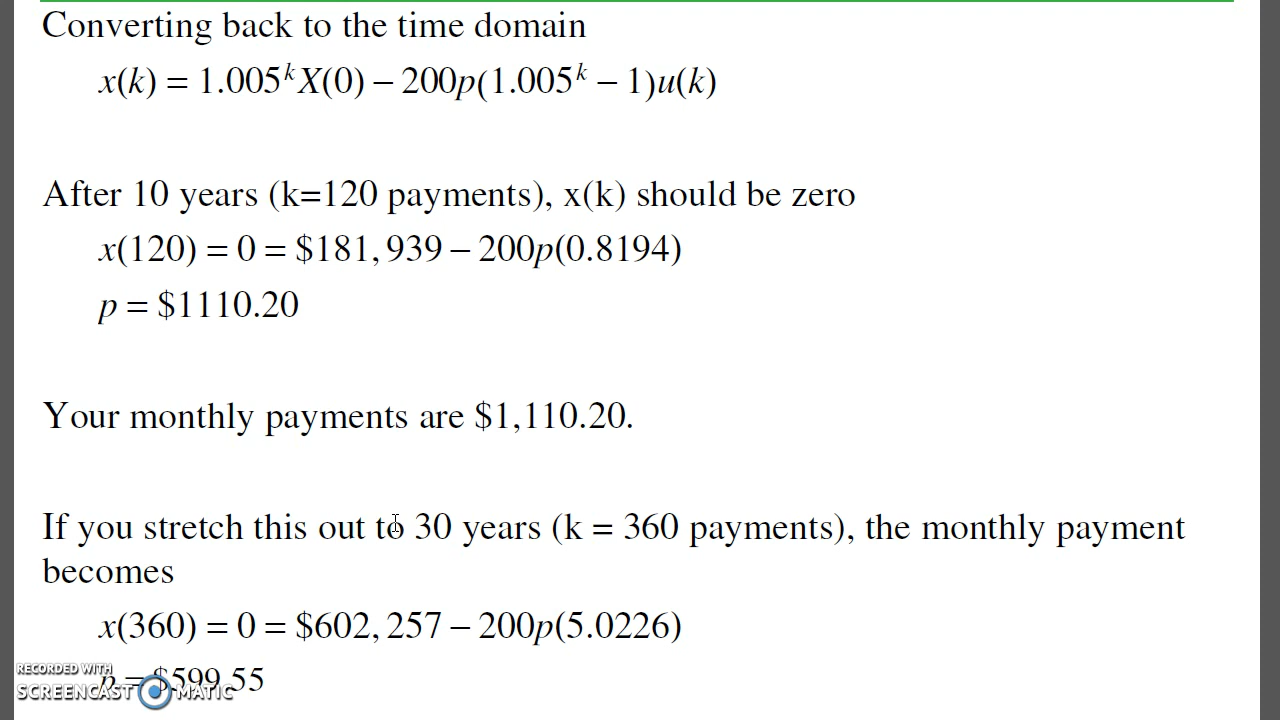 Converting back to the time domain
x(k) = 1.005^k X(0) − 200p(1.005^k − 1)u(k)
After 10 years (k=120 payments), x(k) should be zero
x(120) = 0 = $181,939 − 200p(0.8194)
p = $1110.20
Your monthly payments are $1,110.20.
If you stretch this out to 30 years (k = 360 payments), the monthly payment
becomes
x(360) = 0 = $602,257 − 200p(5.0226)
p = $599.55
RECORDED WITH
SCREENCAST MATIC